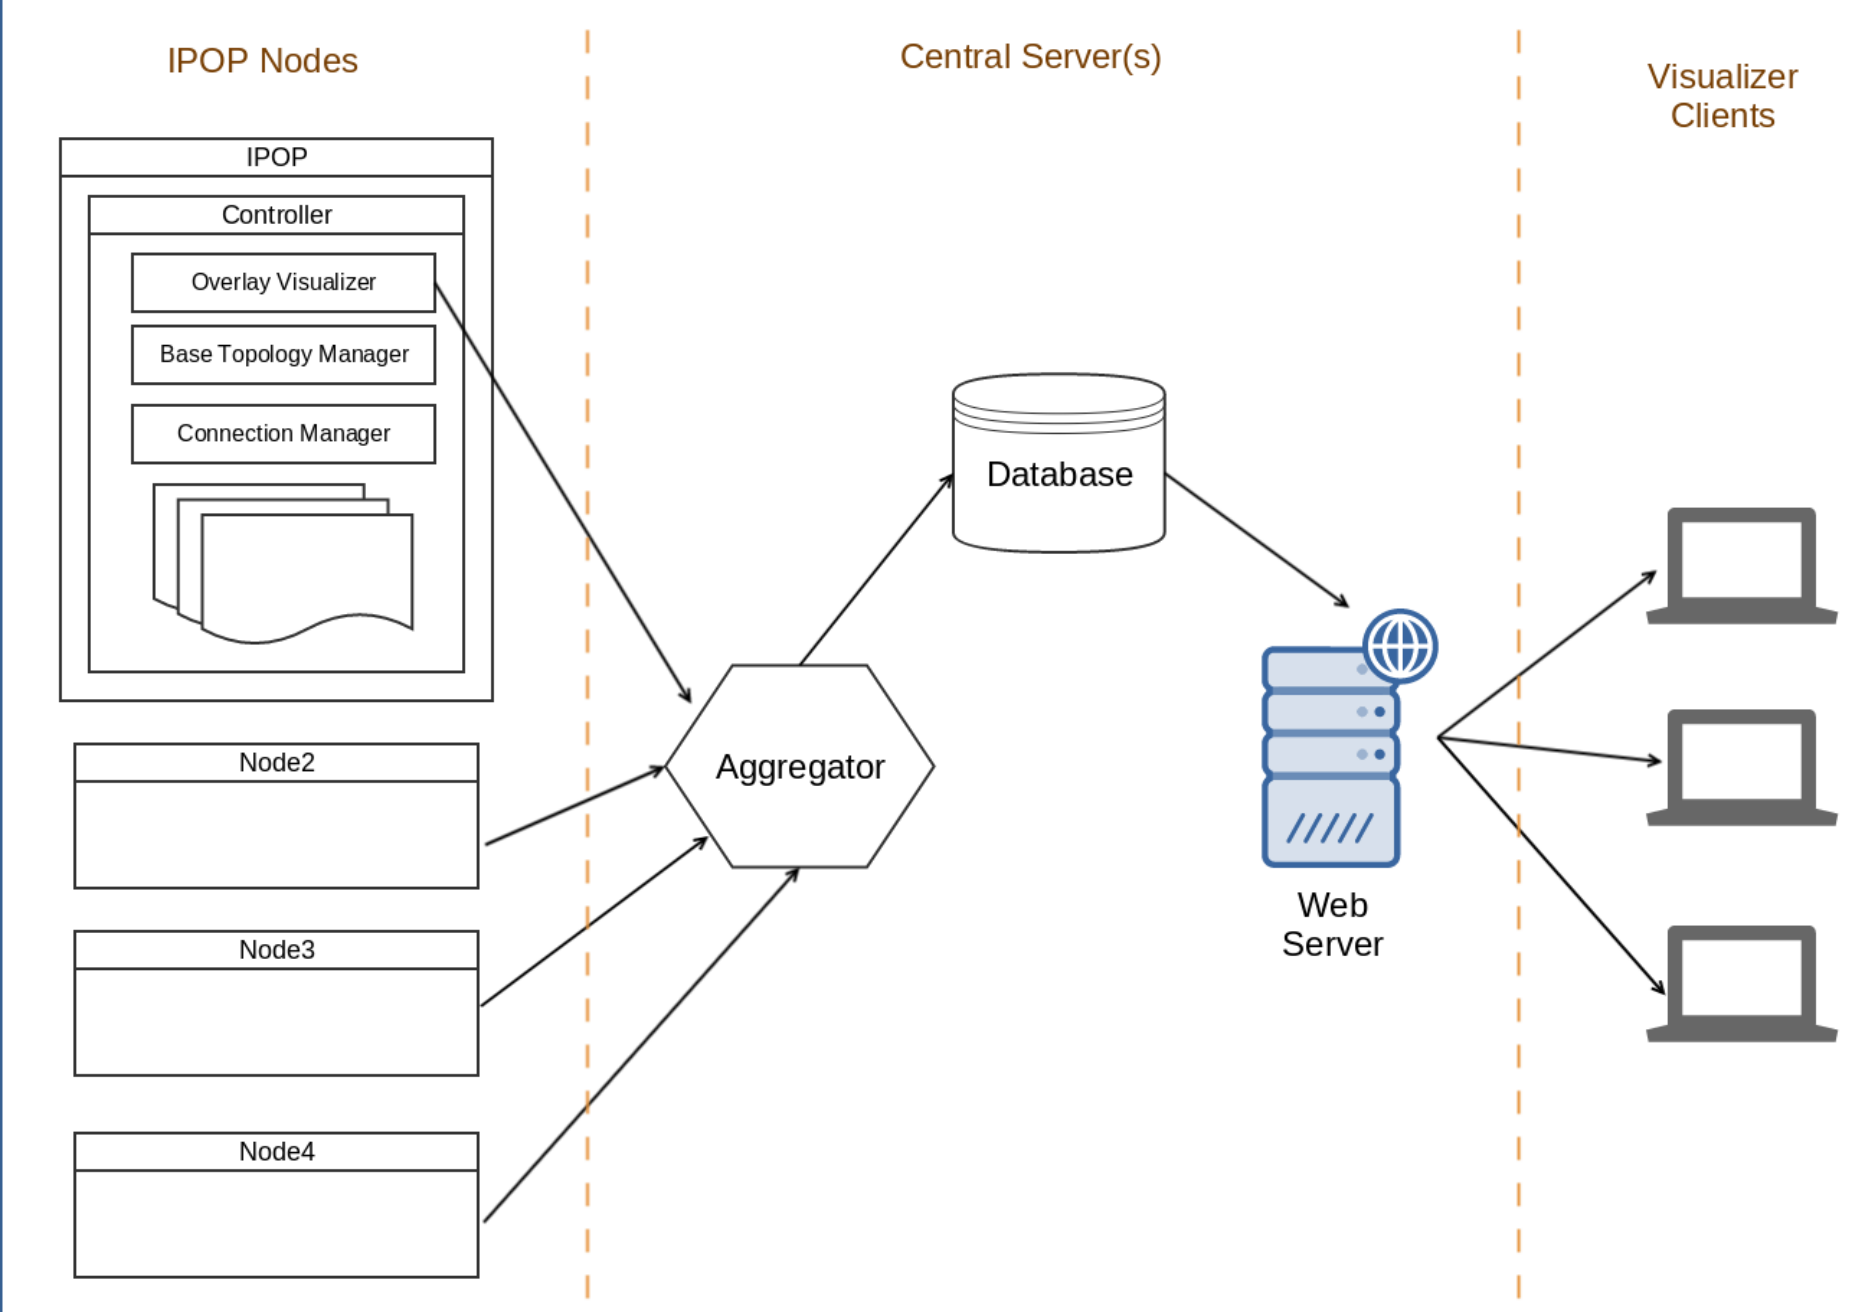 IPOP Nodes
Central Server(s)
Visualizer
Clients
IPOP
Controller
Overlay Visualizer
Base Topology Manager
Connection Manager
Database
Aggregator
Node2
Node3
Node4
Web
Server